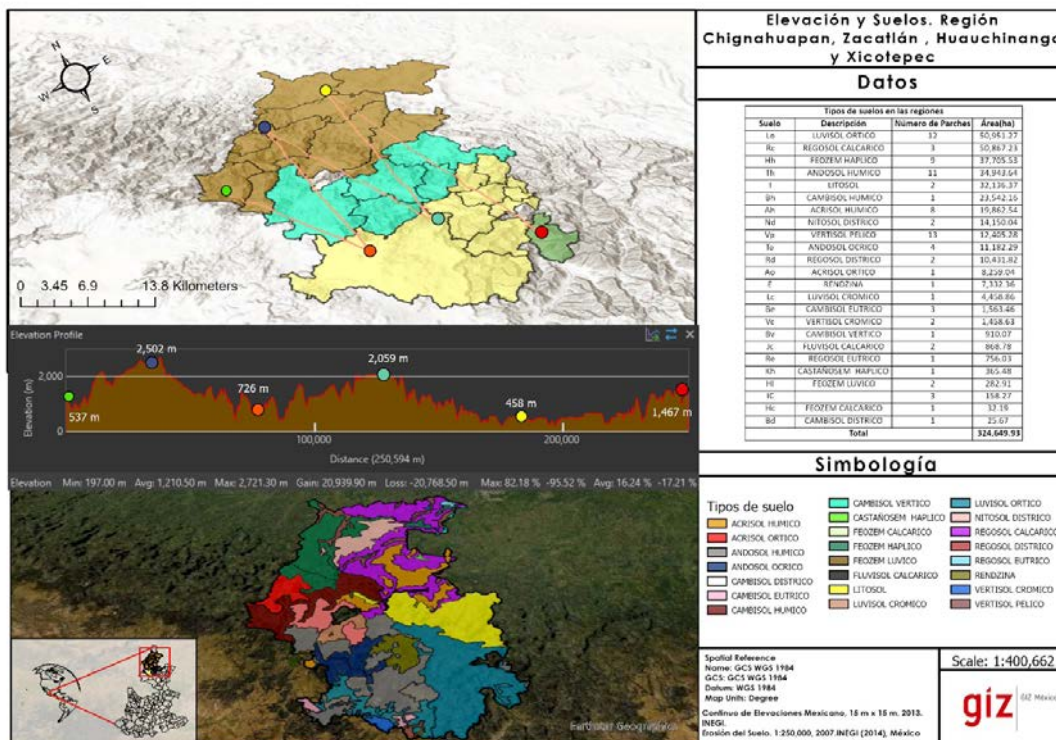 Elevación y Suelos. Región
Chignahuapan, Zacatlán , Huauchinango
y Xicotepec
Datos
Tipos de suelos en las regiones
Suelo Descripción Número de Parches Área(ha)
Lo LUVISOL ORTICO 12 50,951.27
Rc REGOSOL CALCARICO 3 50,867.23
Hh FEOZEM HAPLICO 9 37,705.53
Th ANDOSOL HUMICO 11 34,943.64
I LITOSOL 2 32,136.37
Bh CAMBISOL HUMICO 1 23,542.16
Ah ACRISOL HUMICO 8 19,862.54
Nd NITOSOL DISTRICO 2 14,150.04
Vp VERTISOL PELICO 13 12,405.28
To ANDOSOL OCRICO 4 11,182.29
Rd REGOSOL DISTRICO 2 10,431.82
Ao ACRISOL ORTICO 1 8,259.04
E RENDZINA 1 7,332.36
Lc LUVISOL CROMICO 1 4,458.86
Be CAMBISOL EUTRICO 3 1,563.46
Vc VERTISOL CROMICO 2 1,458.63
Bv CAMBISOL VERTICO 1 910.07
Jc FLUVISOL CALCARICO 2 868.78
Re REGOSOL EUTRICO 1 756.03
Kh CASTAÑOSEM HAPLICO 1 365.48
Hl FEOZEM LUVICO 2 282.91
IC 3 158.27
Hc FEOZEM CALCARICO 1 32.19
Bd CAMBISOL DISTRICO 1 25.67
Total 324,649.93
N
E
W
S
0 3.45 6.9 13.8 Kilometers
Elevation Profile
Elevation (m)
2,000
0
537 m
2,502 m
726 m
2,059 m
458 m
1,467 m
100,000 200,000
Distance (250,594 m)
Elevation Min: 197.00 m Avg: 1,210.50 m Max: 2,721.30 m Gain: 20,939.90 m Loss: -20,768.50 m Max: 82.18 % -95.52 % Avg: 16.24 % -17.21 %
Simbología
Tipos de suelo
ACRISOL HUMICO
ACRISOL ORTICO
ANDOSOL HUMICO
ANDOSOL OCRICO
CAMBISOL DISTRICO
CAMBISOL EUTRICO
CAMBISOL HUMICO
CAMBISOL VERTICO
CASTAÑOSEM HAPLICO
FEOZEM CALCARICO
FEOZEM HAPLICO
FEOZEM LUVICO
FLUVISOL CALCARICO
LITOSOL
LUVISOL CROMICO
LUVISOL ORTICO
NITOSOL DISTRICO
REGOSOL CALCARICO
REGOSOL DISTRICO
REGOSOL EUTRICO
RENDZINA
VERTISOL CROMICO
VERTISOL PELICO
Earthstar Geographics
Spatial Reference
Name: GCS WGS 1984
GCS: GCS WGS 1984
Datum: WGS 1984
Map Units: Degree
Continuo de Elevaciones Mexicano, 15 m x 15 m. 2013.
INEGI.
Erosión del Suelo. 1:250,000, 2007.INEGI (2014), México
Scale: 1:400,662
giz
GIZ México